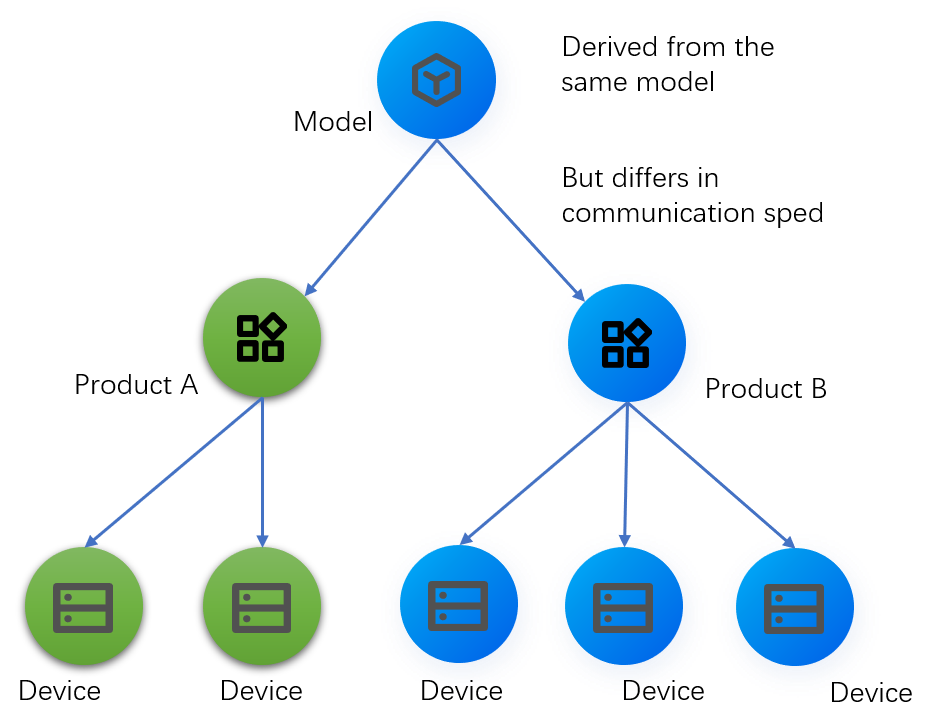 Derived from the
same model
Model
But differs in
communication sped
Product A
Product B
Device
Device
Device
Device
Device